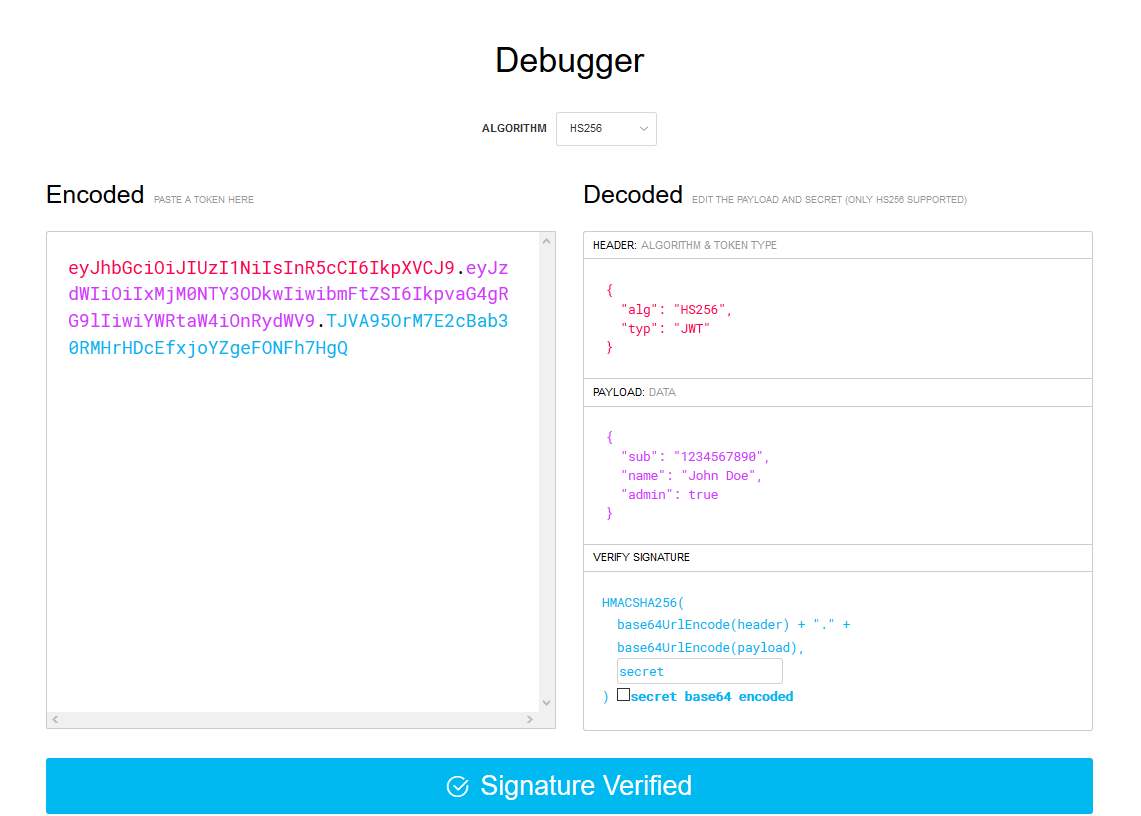 Debugger
ALGORITHM HS256
Encoded PASTE A TOKEN HERE
eyJhbGciOiJIUzI1NiIsInR5cCI6IkpXVCJ9.eyJz
dWIiOiIxMjM0NTY3ODkwIiwibmFtZSI6IkpvaG4gR
G9lIiwiYWRtaW4iOnRydWV9.TJVA95OrM7E2cBab3
0RMHrHDcEfxjoYZgeFONFh7HgQ
Decoded EDIT THE PAYLOAD AND SECRET (ONLY HS256 SUPPORTED)
HEADER: ALGORITHM & TOKEN TYPE
{
"alg": "HS256",
"typ": "JWT"
}
PAYLOAD: DATA
{
"sub": "1234567890",
"name": "John Doe",
"admin": true
}
VERIFY SIGNATURE
HMACSHA256(
base64UrlEncode(header) + "." +
base64UrlEncode(payload),
secret
) secret base64 encoded
Signature Verified